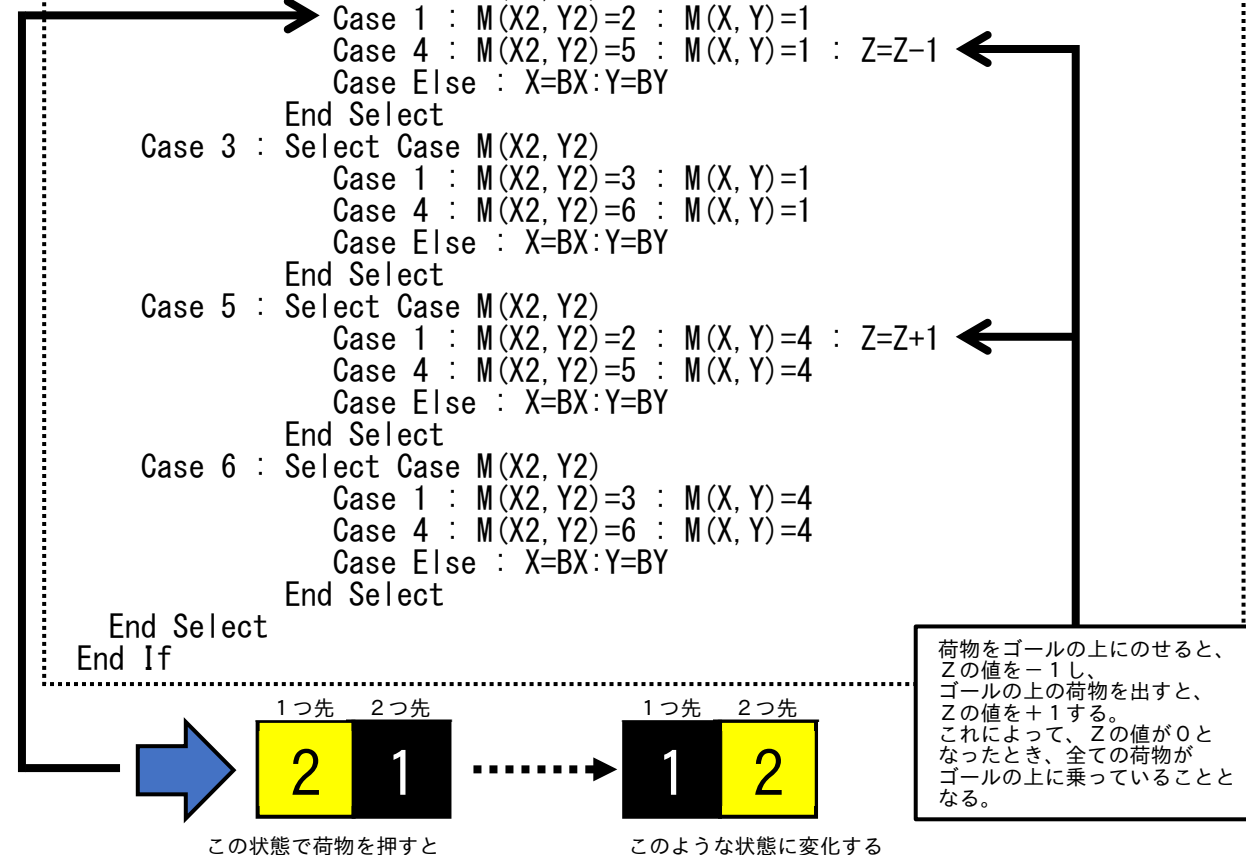 Case 1 : M(X2,Y2)=2 : M(X,Y)=1
Case 4 : M(X2,Y2)=5 : M(X,Y)=1 : Z=Z-1
Case Else : X=BX:Y=BY
End Select
Case 3 : Select Case M(X2,Y2)
Case 1 : M(X2,Y2)=3 : M(X,Y)=1
Case 4 : M(X2,Y2)=6 : M(X,Y)=1
Case Else : X=BX:Y=BY
End Select
Case 5 : Select Case M(X2,Y2)
Case 1 : M(X2,Y2)=2 : M(X,Y)=4 : Z=Z+1
Case 4 : M(X2,Y2)=5 : M(X,Y)=4
Case Else : X=BX:Y=BY
End Select
Case 6 : Select Case M(X2,Y2)
Case 1 : M(X2,Y2)=3 : M(X,Y)=4
Case 4 : M(X2,Y2)=6 : M(X,Y)=4
Case Else : X=BX:Y=BY
End Select
End Select
End If
荷物をゴールの上にのせると、
Zの値を-1し、
ゴールの上の荷物を出すと、
Zの値を+1する。
これによって、Zの値が0と
なったとき、全ての荷物が
ゴールの上に乗っていることと
なる。
1つ先 2つ先 1つ先 2つ先
2 1 1 2
この状態で荷物を押すと このような状態に変化する